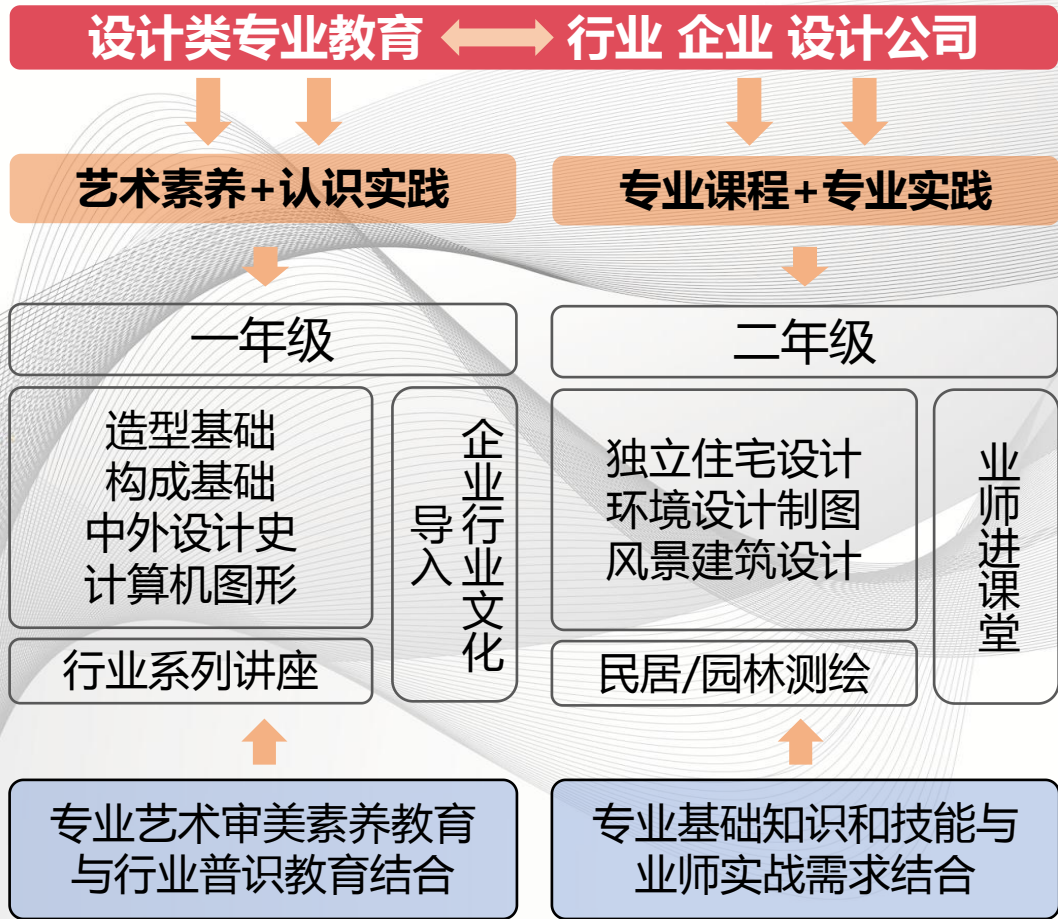 设计类专业教育
行业 企业 设计公司
艺术素养+认识实践
专业课程+专业实践
一年级
二年级
造型基础
构成基础
中外设计史
计算机图形
企业行业文化
导入
独立住宅设计
环境设计制图
风景建筑设计
业师进课堂
行业系列讲座
民居/园林测绘
专业艺术审美素养教育
与行业普识教育结合
专业基础知识和技能与
业师实战需求结合